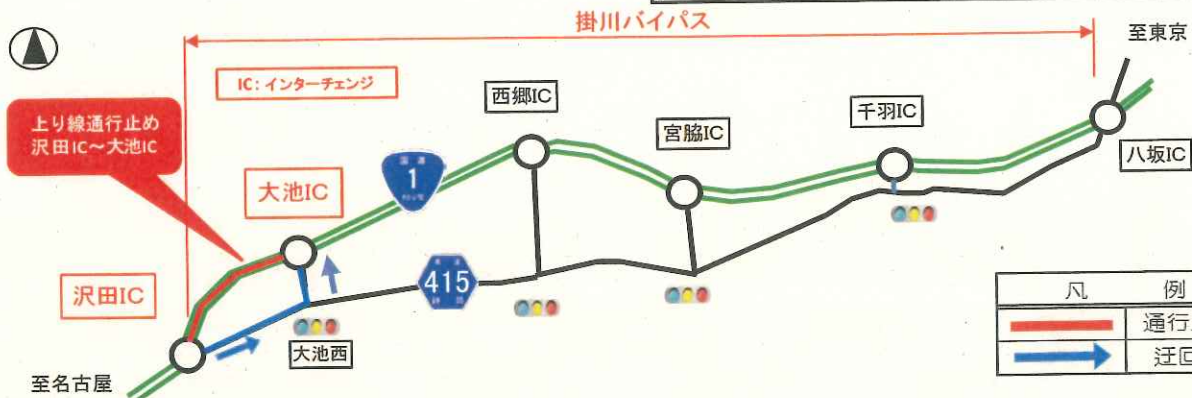 掛川バイパス
至東京
IC:インターチェンジ
上り線通行止め
沢田IC～大池IC
西郷IC
宮脇IC
千羽IC
八坂IC
大池IC
国道
1
沢田IC
415
大池西
至名古屋
凡 例
通行
迂回